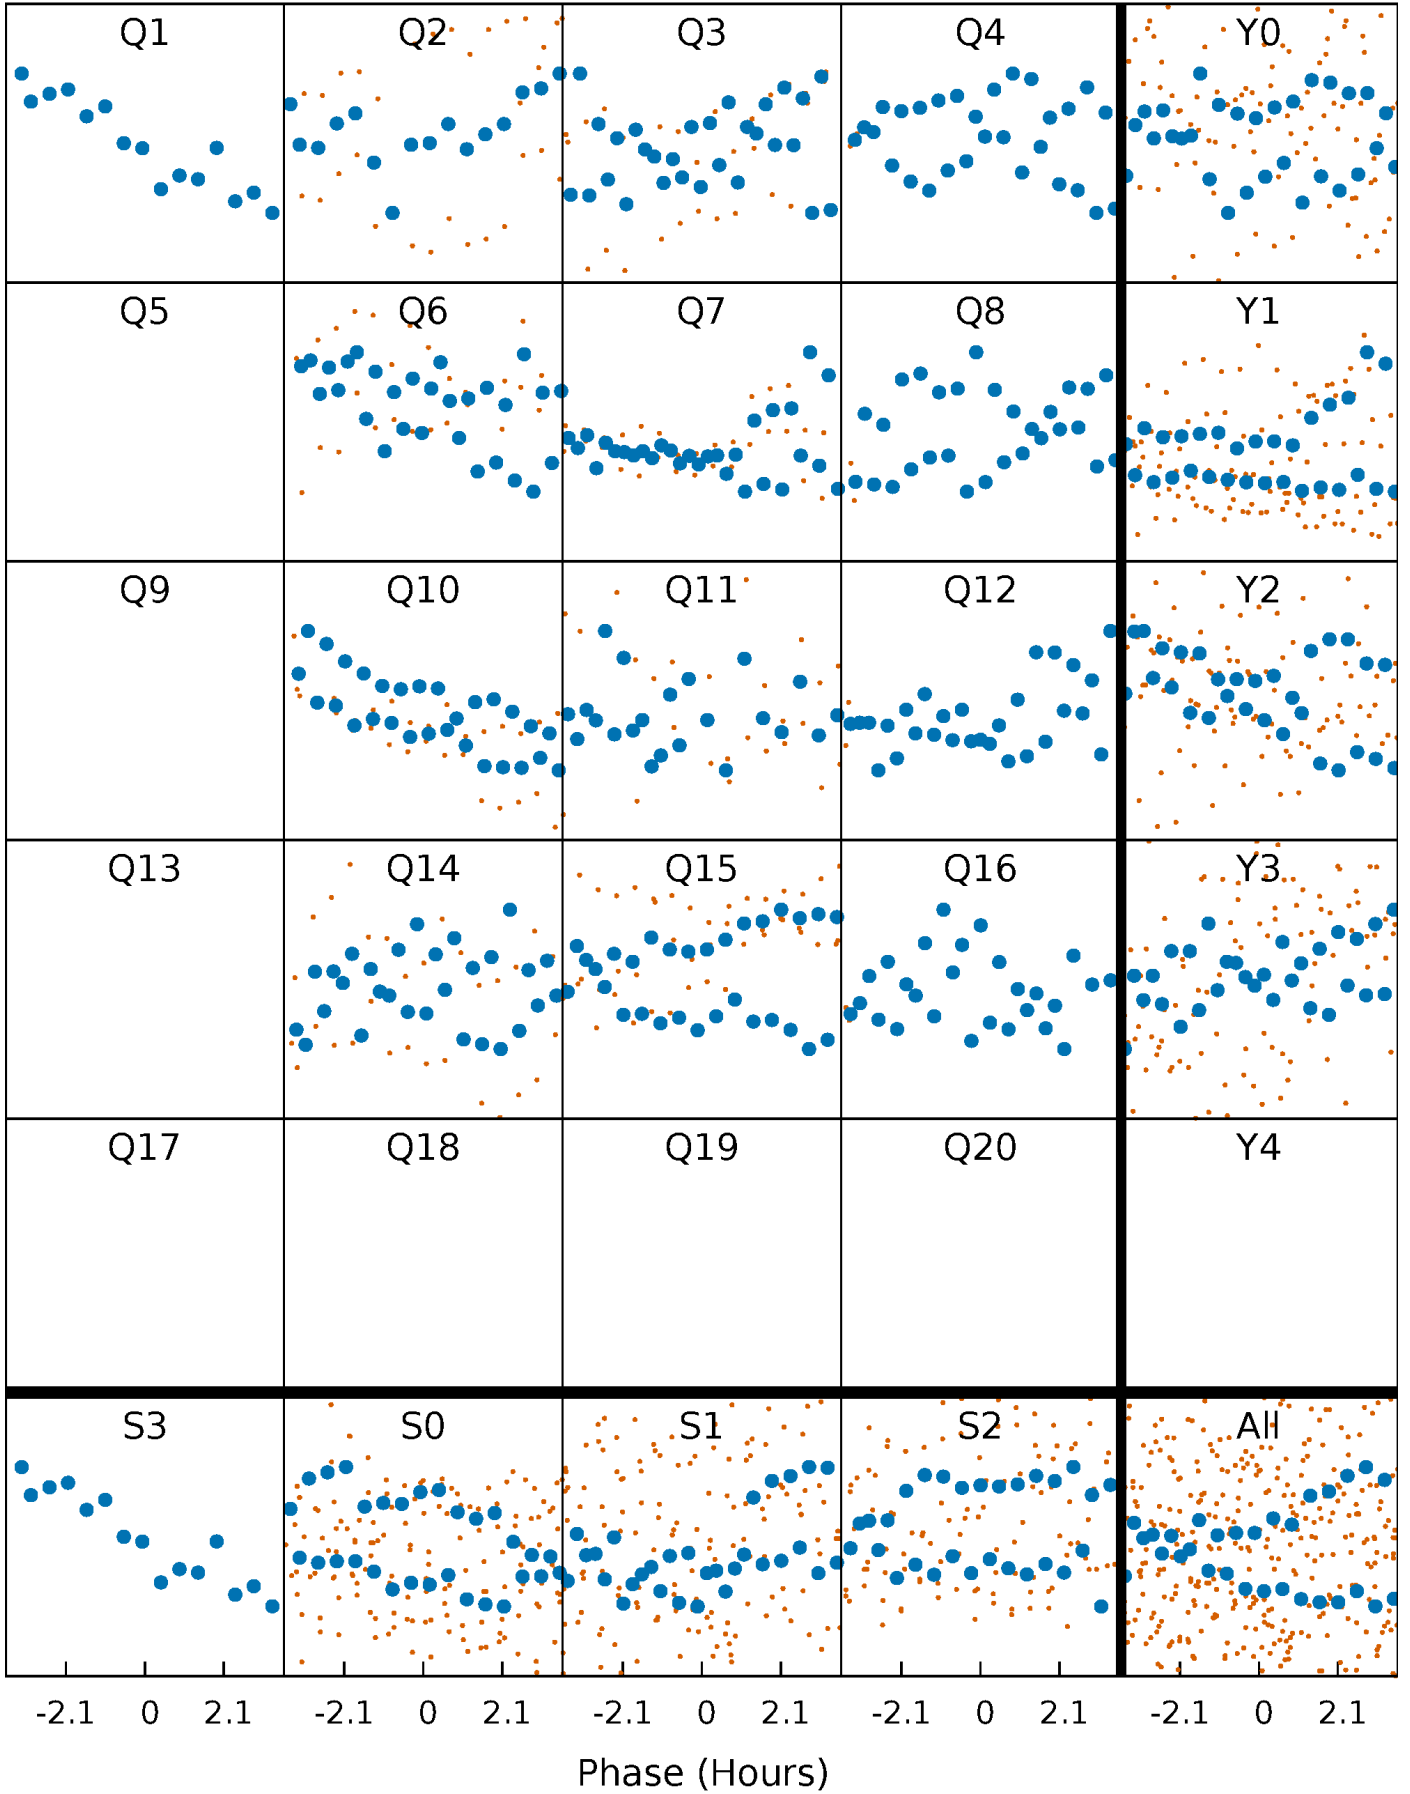 Q1 Q2 Q3 Q4 Y0
Q5 Q6 Q7 Q8 Y1
Q9 Q10 Q11 Q12 Y2
Q13 Q14 Q15 Q16 Y3
Q17 Q18 Q19 Q20 Y4
S3 S0 S1 S2 All
-2.1 0 2.1 -2.1 0 2.1 -2.1 0 2.1 -2.1 0 2.1 -2.1 0 2.1
Phase (Hours)